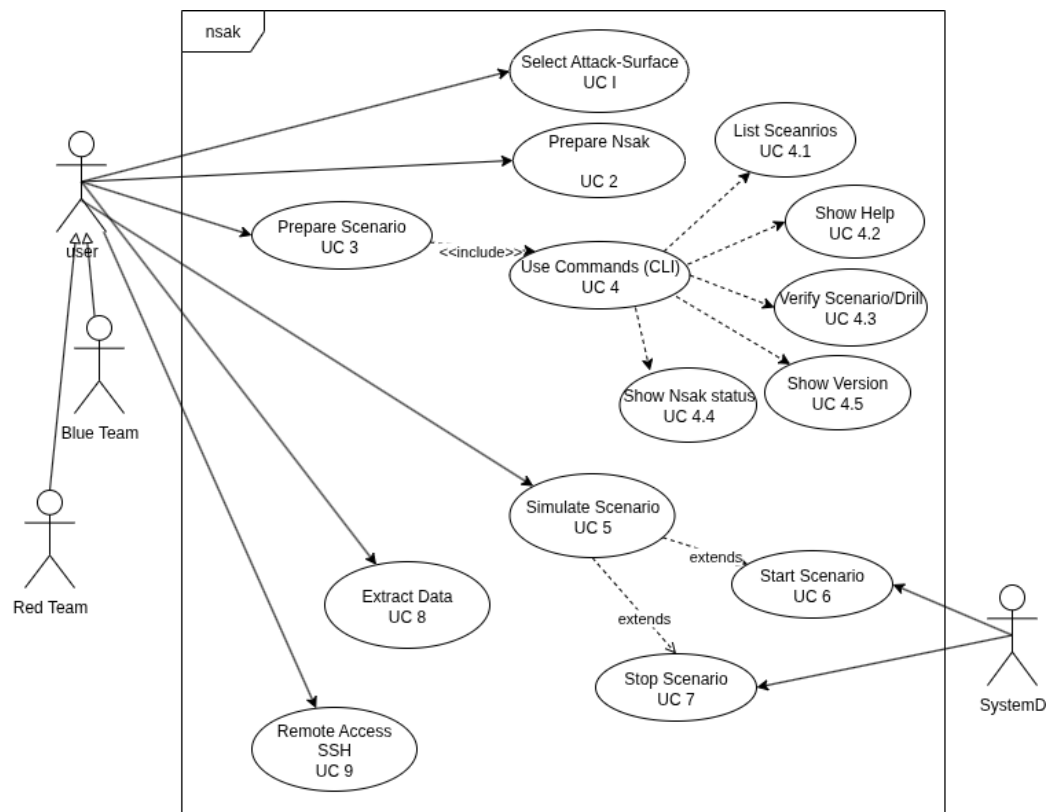 nsak
Select Attack-Surface
UC I
List Sceanrios
UC 4.1
Prepare Nsak
UC 2
Show Help
UC 4.2
Prepare Scenario
UC 3
user
<<include>>
Use Commands (CLI)
UC 4
Verify Scenario/Drill
UC 4.3
Show Nsak status
UC 4.4
Show Version
UC 4.5
Blue Team
Simulate Scenario
UC 5
extends
Start Scenario
UC 6
Extract Data
UC 8
Red Team
extends
Stop Scenario
UC 7
SystemD
Remote Access
SSH
UC 9